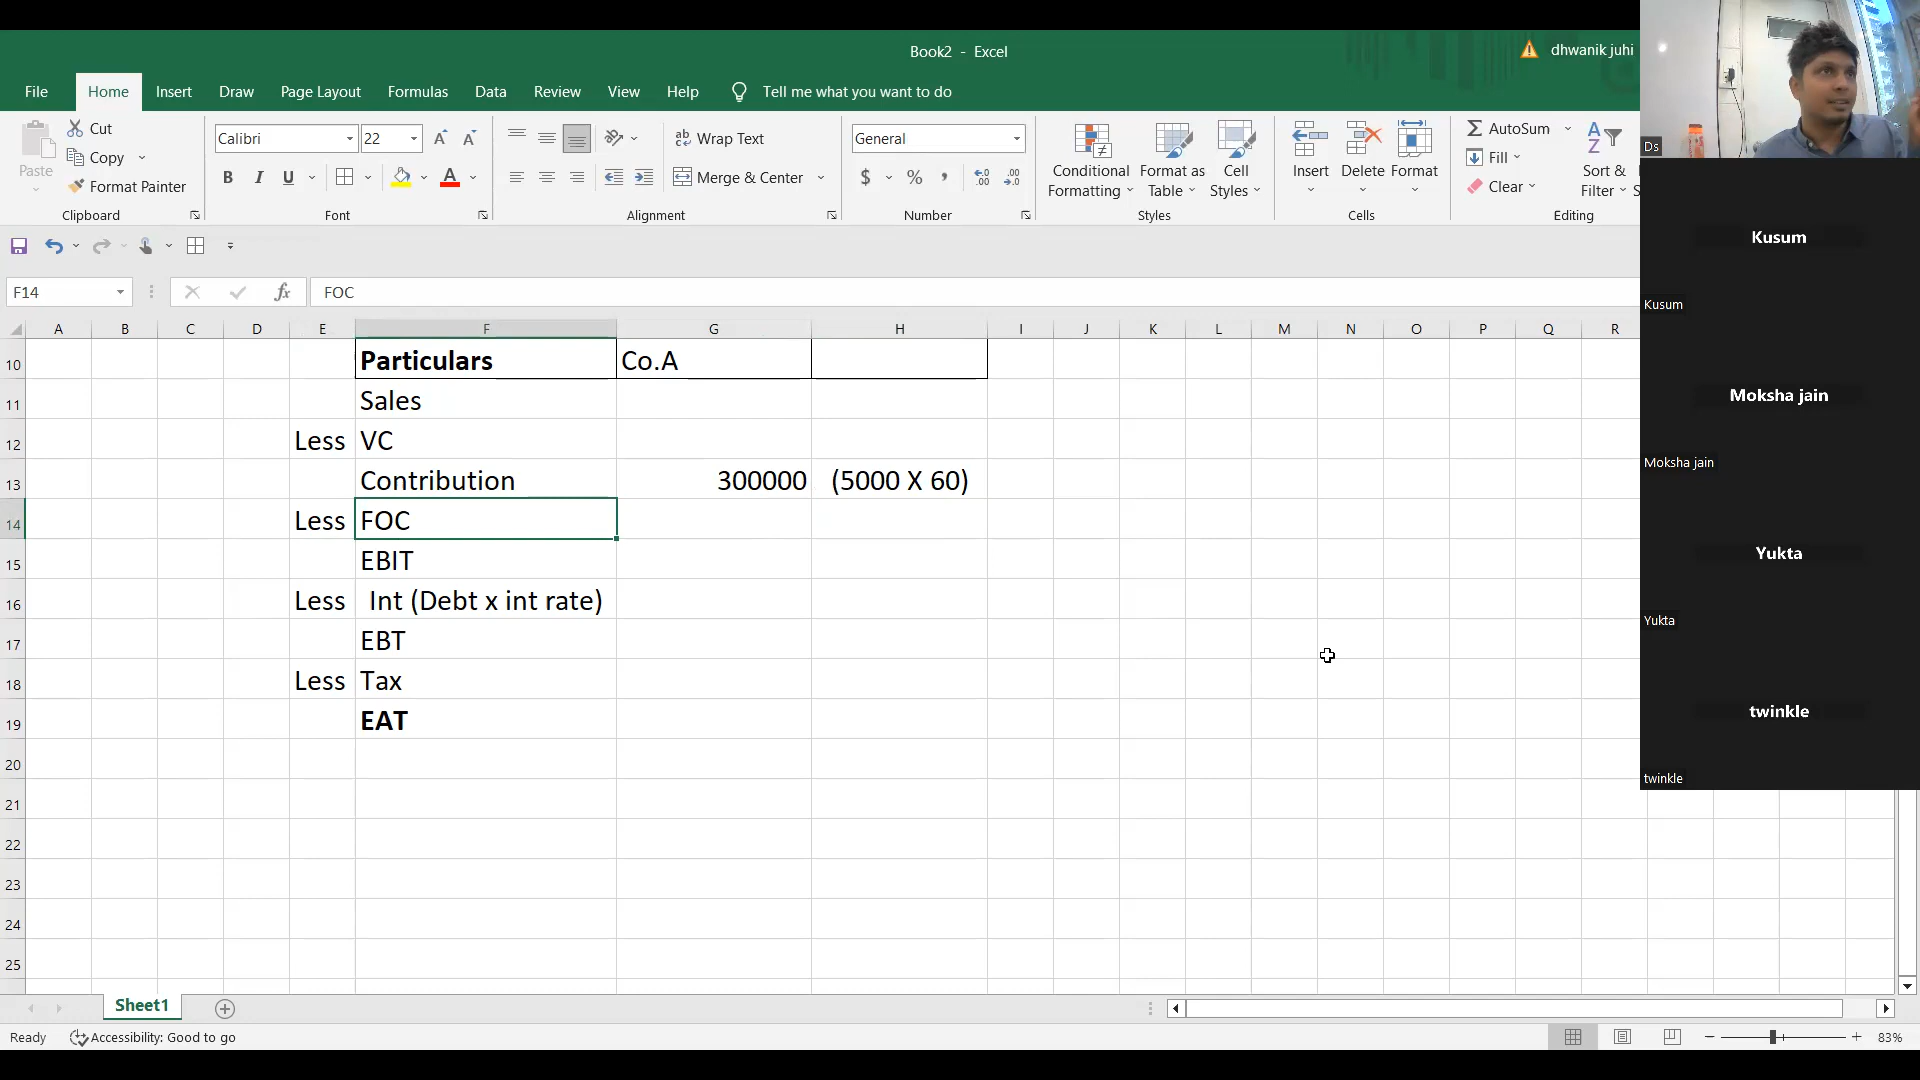 Book2 - Excel
dhwanik juhi
File Home Insert Draw Page Layout Formulas Data Review View Help Tell me what you want to do
Paste
Cut
Copy
Format Painter
Clipboard
Calibri 22
B I U
Font
Wrap Text
Merge & Center
Alignment
General
$ % ,
Number
Conditional Formatting
Format as Table
Cell Styles
Styles
Insert Delete Format
Cells
AutoSum
Fill
Clear
Sort & Filter
Editing
F14 fx FOC
A B C D E F G H I J K L M N O P Q R
10 Particulars Co.A
11 Sales
12 Less VC
13 Contribution 300000 (5000 X 60)
14 Less FOC
15 EBIT
16 Less Int (Debt x int rate)
17 EBT
18 Less Tax
19 EAT
20
21
22
23
24
25
Sheet1
Ready Accessibility: Good to go 83%
Ds
Kusum
Kusum
Moksha jain
Moksha jain
Yukta
Yukta
twinkle
twinkle